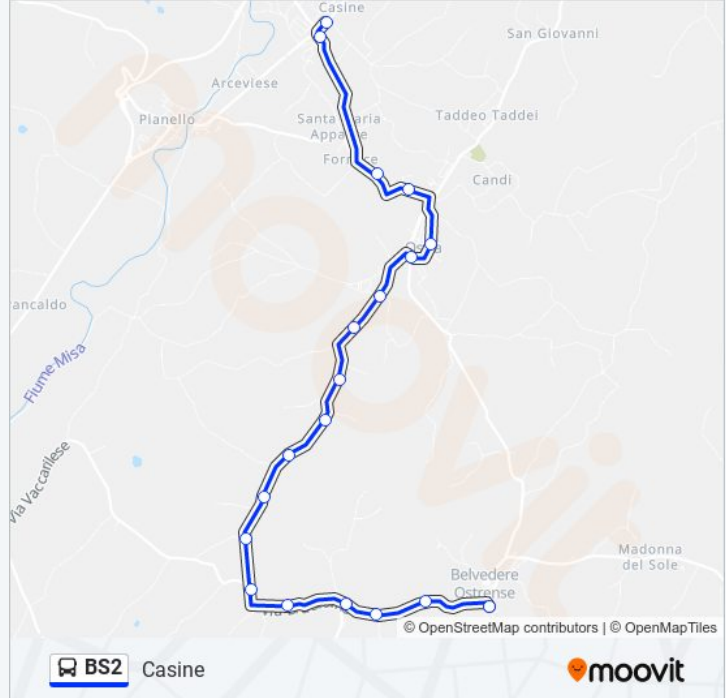 Casine
San Giovanni
Arceviese
Pianello
Santa Maria
Appare
Taddeo Taddei
Fornace
Candi
Ostra
rancaldo
Fiume Misa
Via Vaccarilese
Madonna
del Sole
Belvedere
Ostrense
© OpenStreetMap contributors | © OpenMapTiles
BS2 Casine
moovit